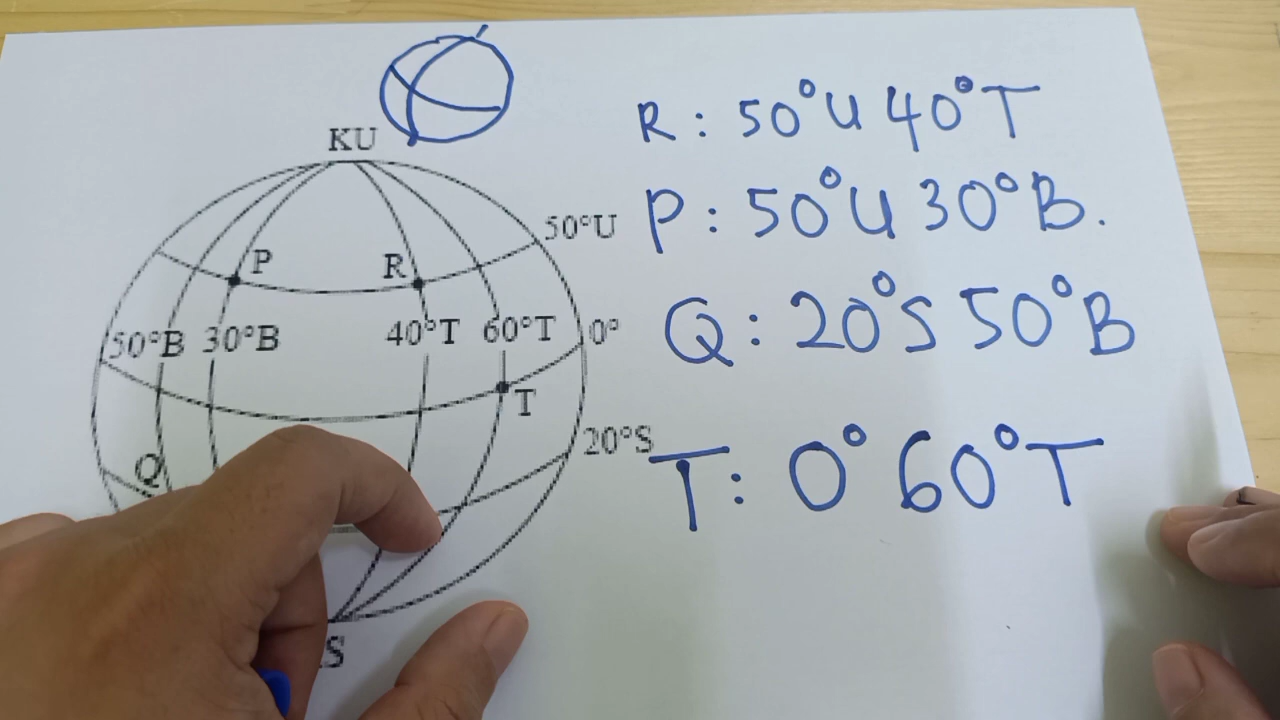 KU
50°U
P
R
50°B 30°B 40°T 60°T 0°
T
Q
20°S
R : 50°U 40°T
P : 50°U 30°B.
Q : 20°S 50°B
T : 0° 60°T